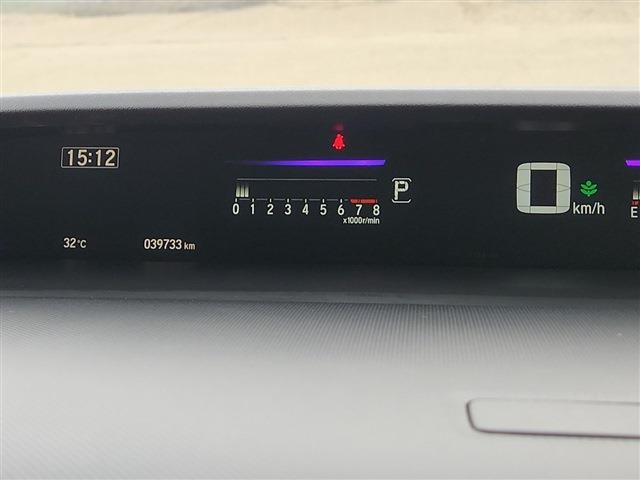 15:12
0 1 2 3 4 5 6 7 8
x1000r/min
P
0 km/h
E
32°C
039733 km